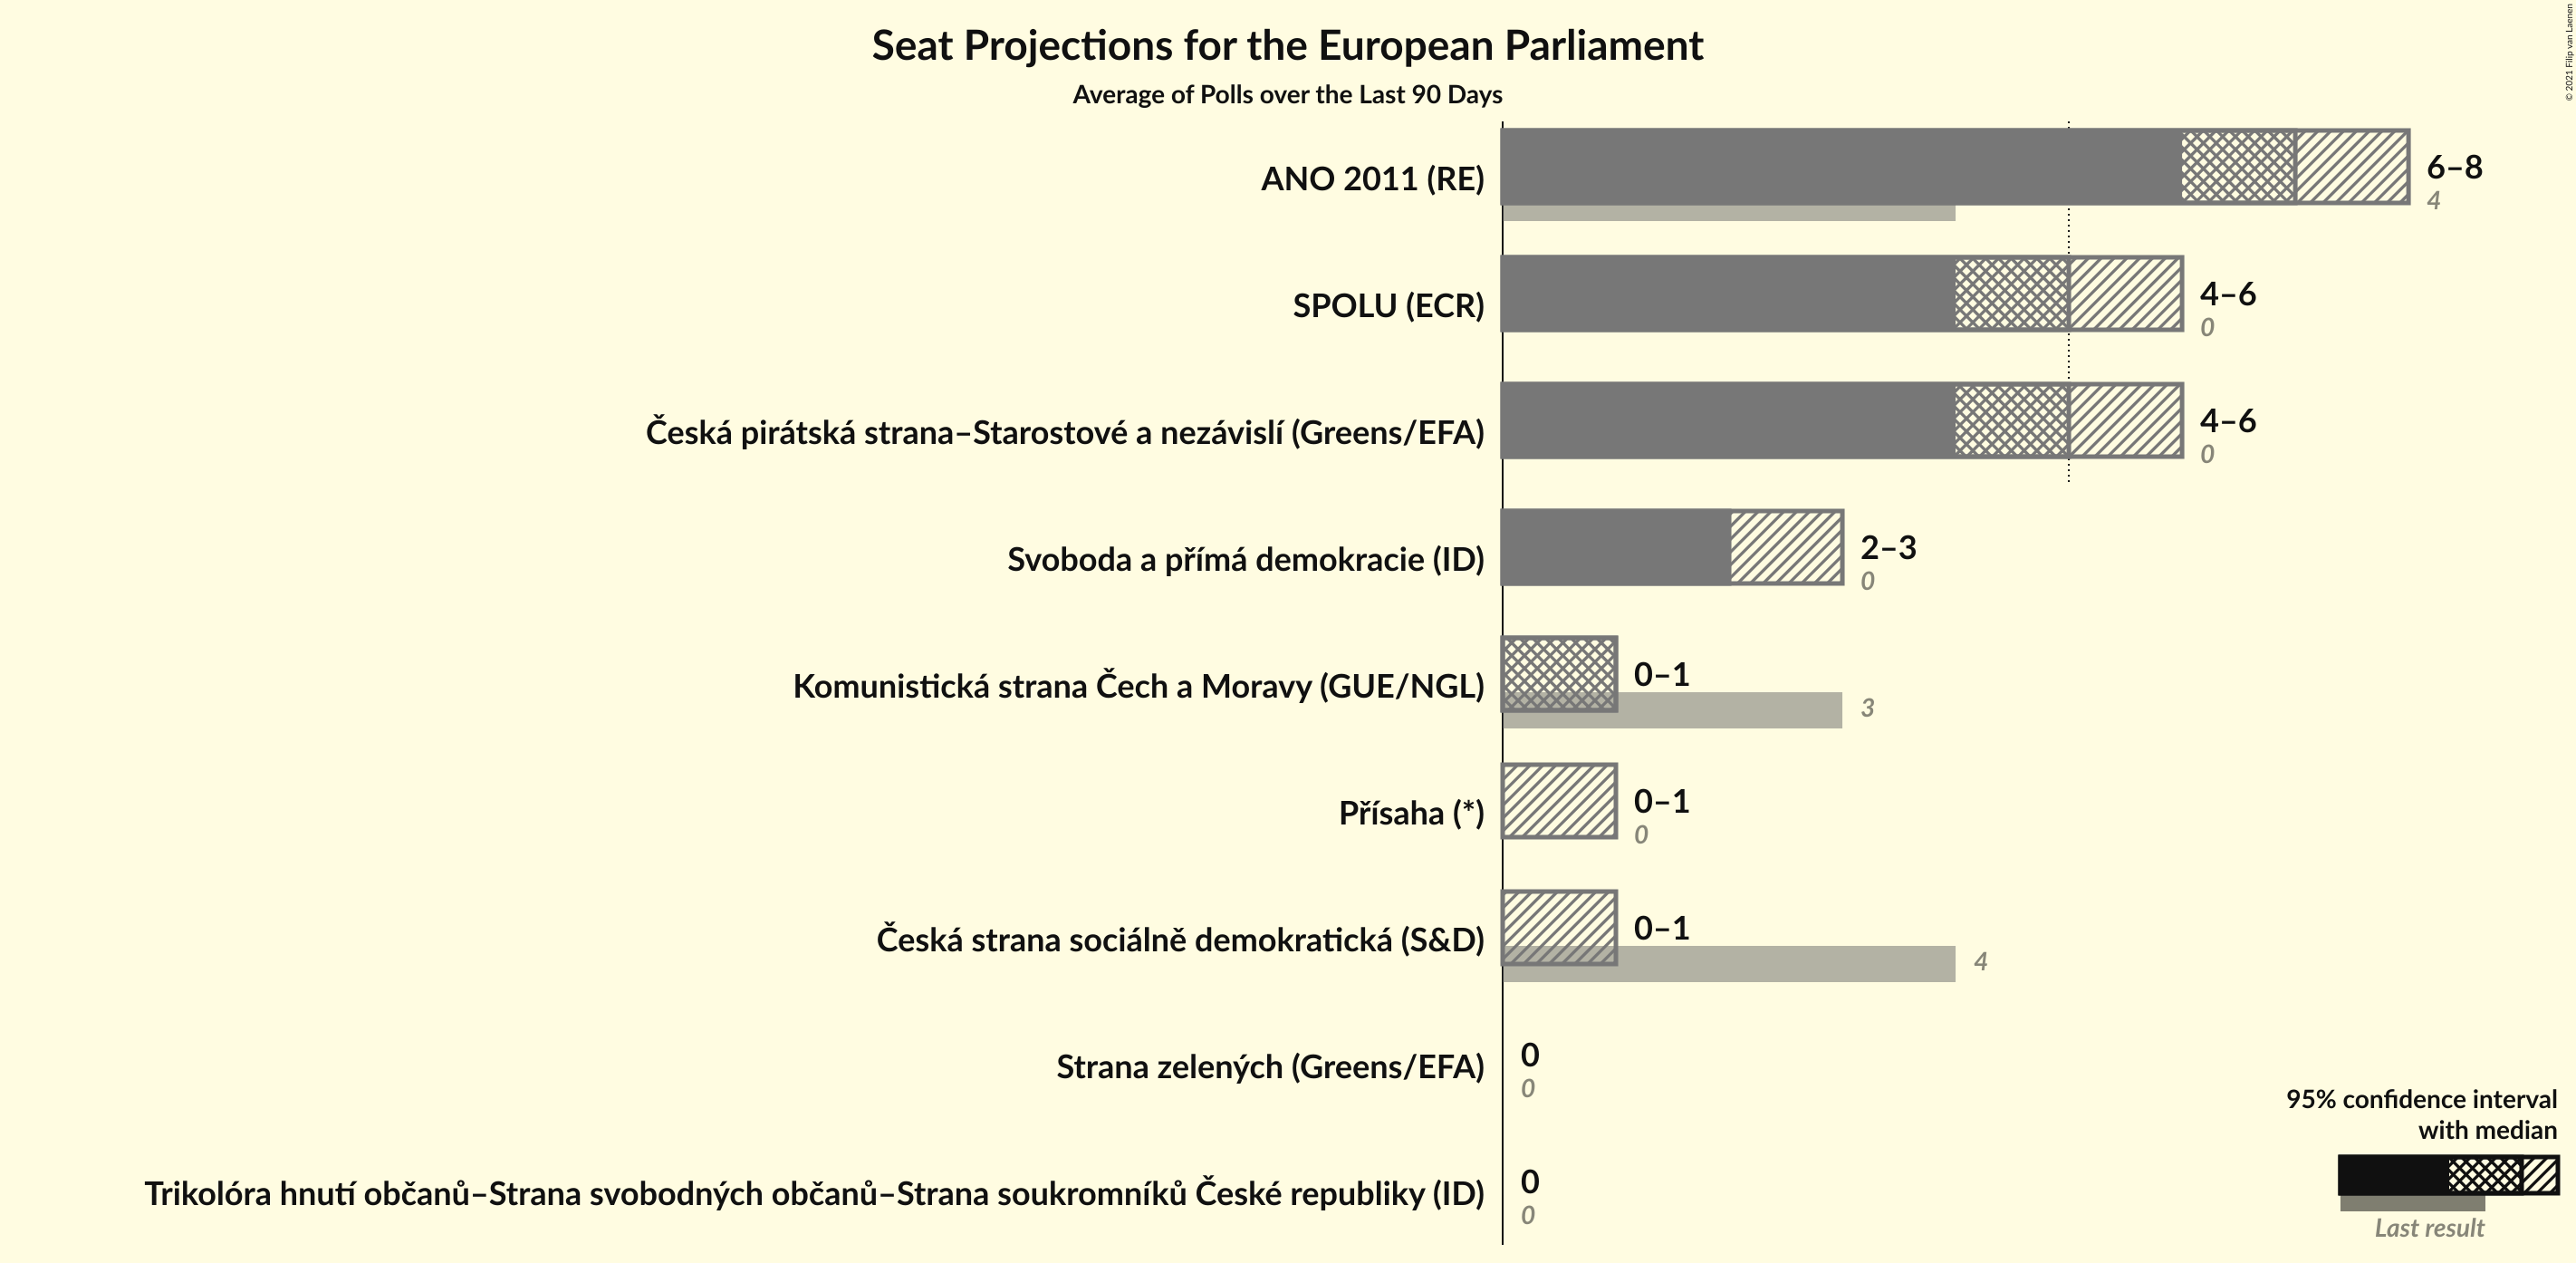 Seat Projections for the European Parliament
Average of Polls over the Last 90 Days
© 2021 Filip van Laenen
ANO 2011 (RE)
6–8
4
SPOLU (ECR)
4–6
0
Česká pirátská strana–Starostové a nezávislí (Greens/EFA)
4–6
0
Svoboda a přímá demokracie (ID)
2–3
0
Komunistická strana Čech a Moravy (GUE/NGL)
0–1
3
Přísaha (*)
0–1
0
Česká strana sociálně demokratická (S&D)
0–1
4
Strana zelených (Greens/EFA)
0
0
Trikolóra hnutí občanů–Strana svobodných občanů–Strana soukromníků České republiky (ID)
0
0
95% confidence interval
with median
Last result